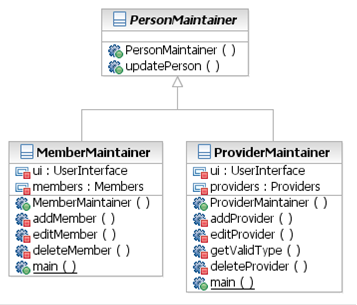 PersonMaintainer
PersonMaintainer ( )
updatePerson ( )
MemberMaintainer
ui : UserInterface
members : Members
MemberMaintainer ( )
addMember ( )
editMember ( )
deleteMember ( )
main ( )
ProviderMaintainer
ui : UserInterface
providers : Providers
ProviderMaintainer ( )
addProvider ( )
editProvider ( )
getValidType ( )
deleteProvider ( )
main ( )